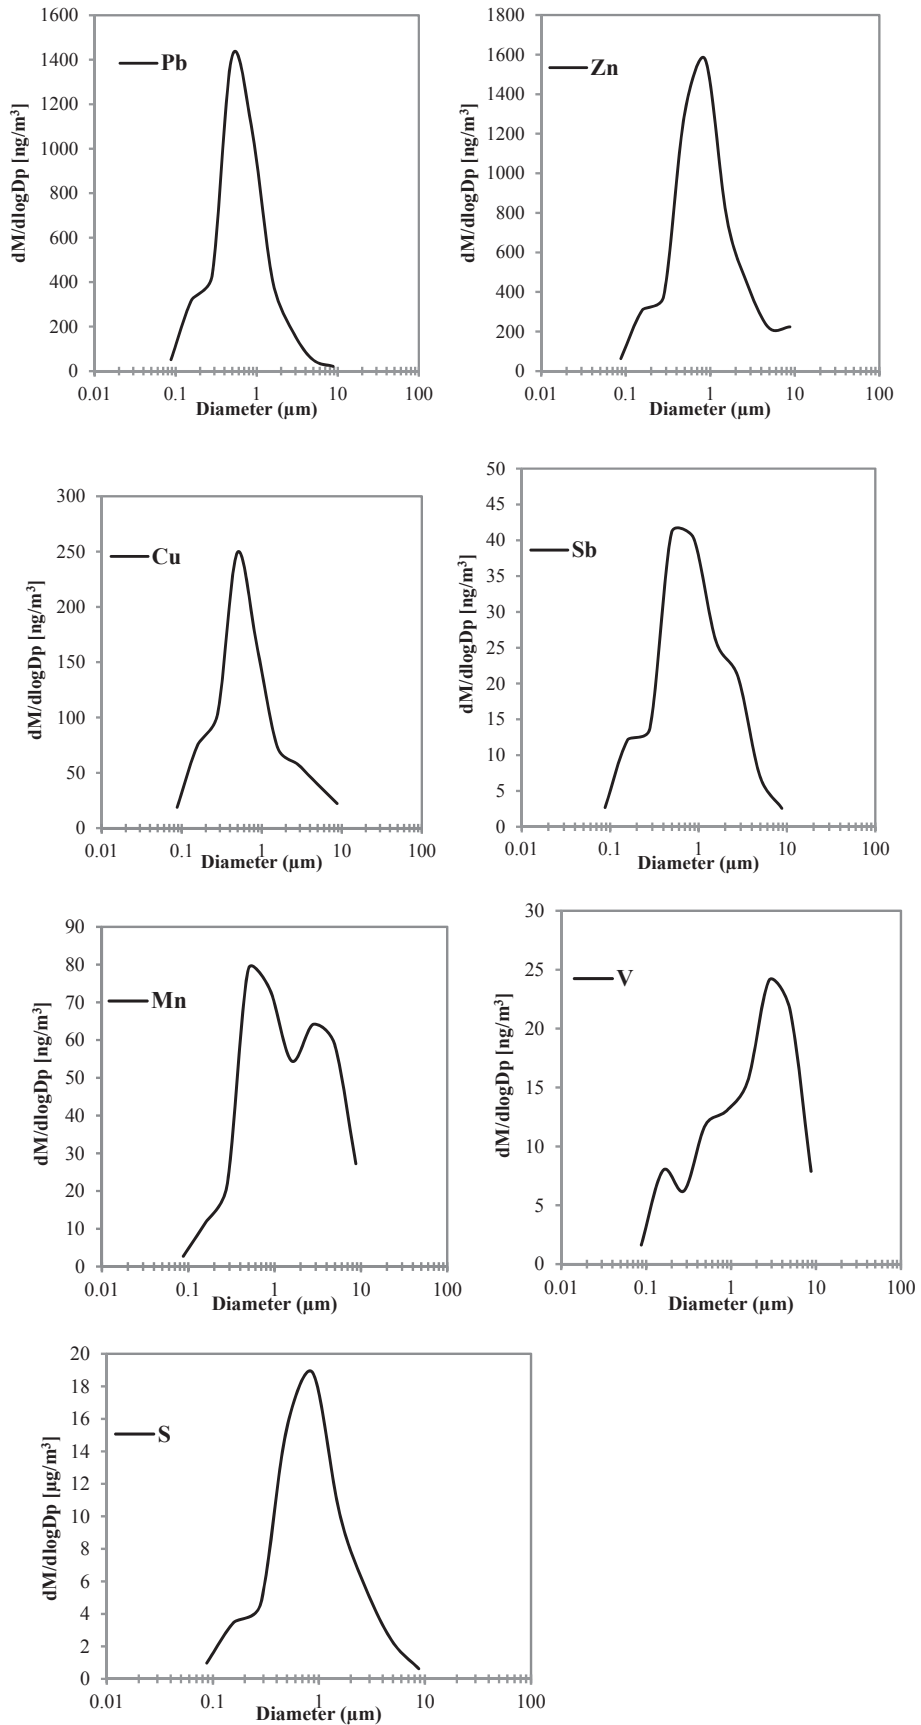 1600
1400
1200
1000
800
600
400
200
0
dM/dlogDp [ng/m³]
Pb
0.01 0.1 1 10 100
Diameter (µm)
1800
1600
1400
1200
1000
800
600
400
200
0
dM/dlogDp [ng/m³]
Zn
0.01 0.1 1 10 100
Diameter (µm)
300
250
200
150
100
50
0
dM/dlogDp [ng/m³]
Cu
0.01 0.1 1 10 100
Diameter (µm)
50
45
40
35
30
25
20
15
10
5
0
dM/dlogDp [ng/m³]
Sb
0.01 0.1 1 10 100
Diameter (µm)
90
80
70
60
50
40
30
20
10
0
dM/dlogDp [ng/m³]
Mn
0.01 0.1 1 10 100
Diameter (µm)
30
25
20
15
10
5
0
dM/dlogDp [ng/m³]
V
0.01 0.1 1 10 100
Diameter (µm)
20
18
16
14
12
10
8
6
4
2
0
dM/dlogDp [µg/m³]
S
0.01 0.1 1 10 100
Diameter (µm)